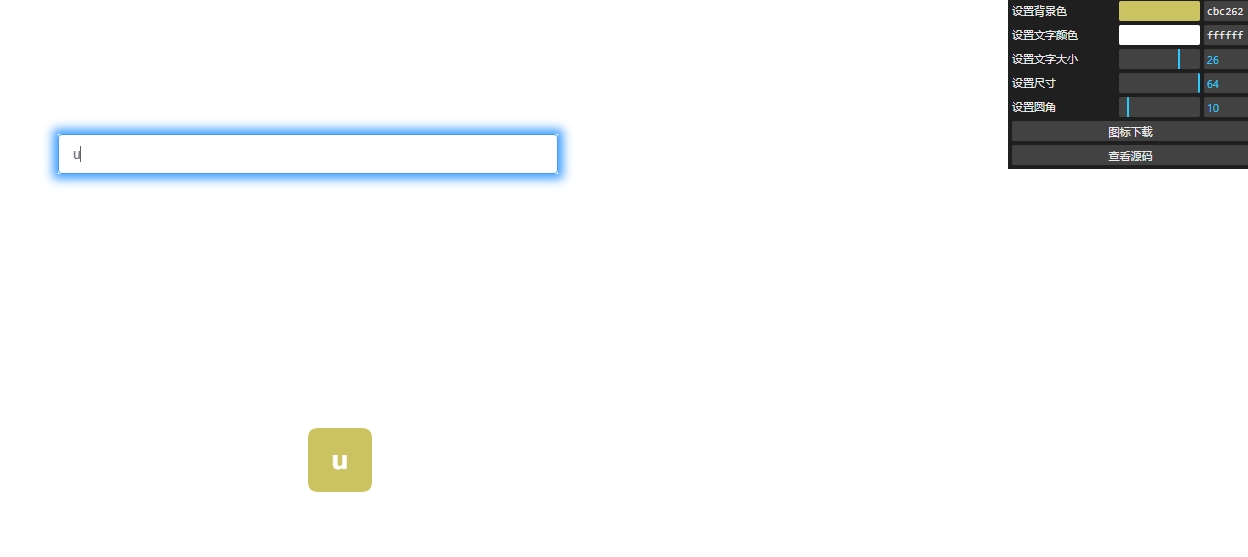 设置背景色 cbc262
设置文字颜色 ffffff
设置文字大小 26
设置尺寸 64
设置圆角 10
图标下载
查看源码
u
u